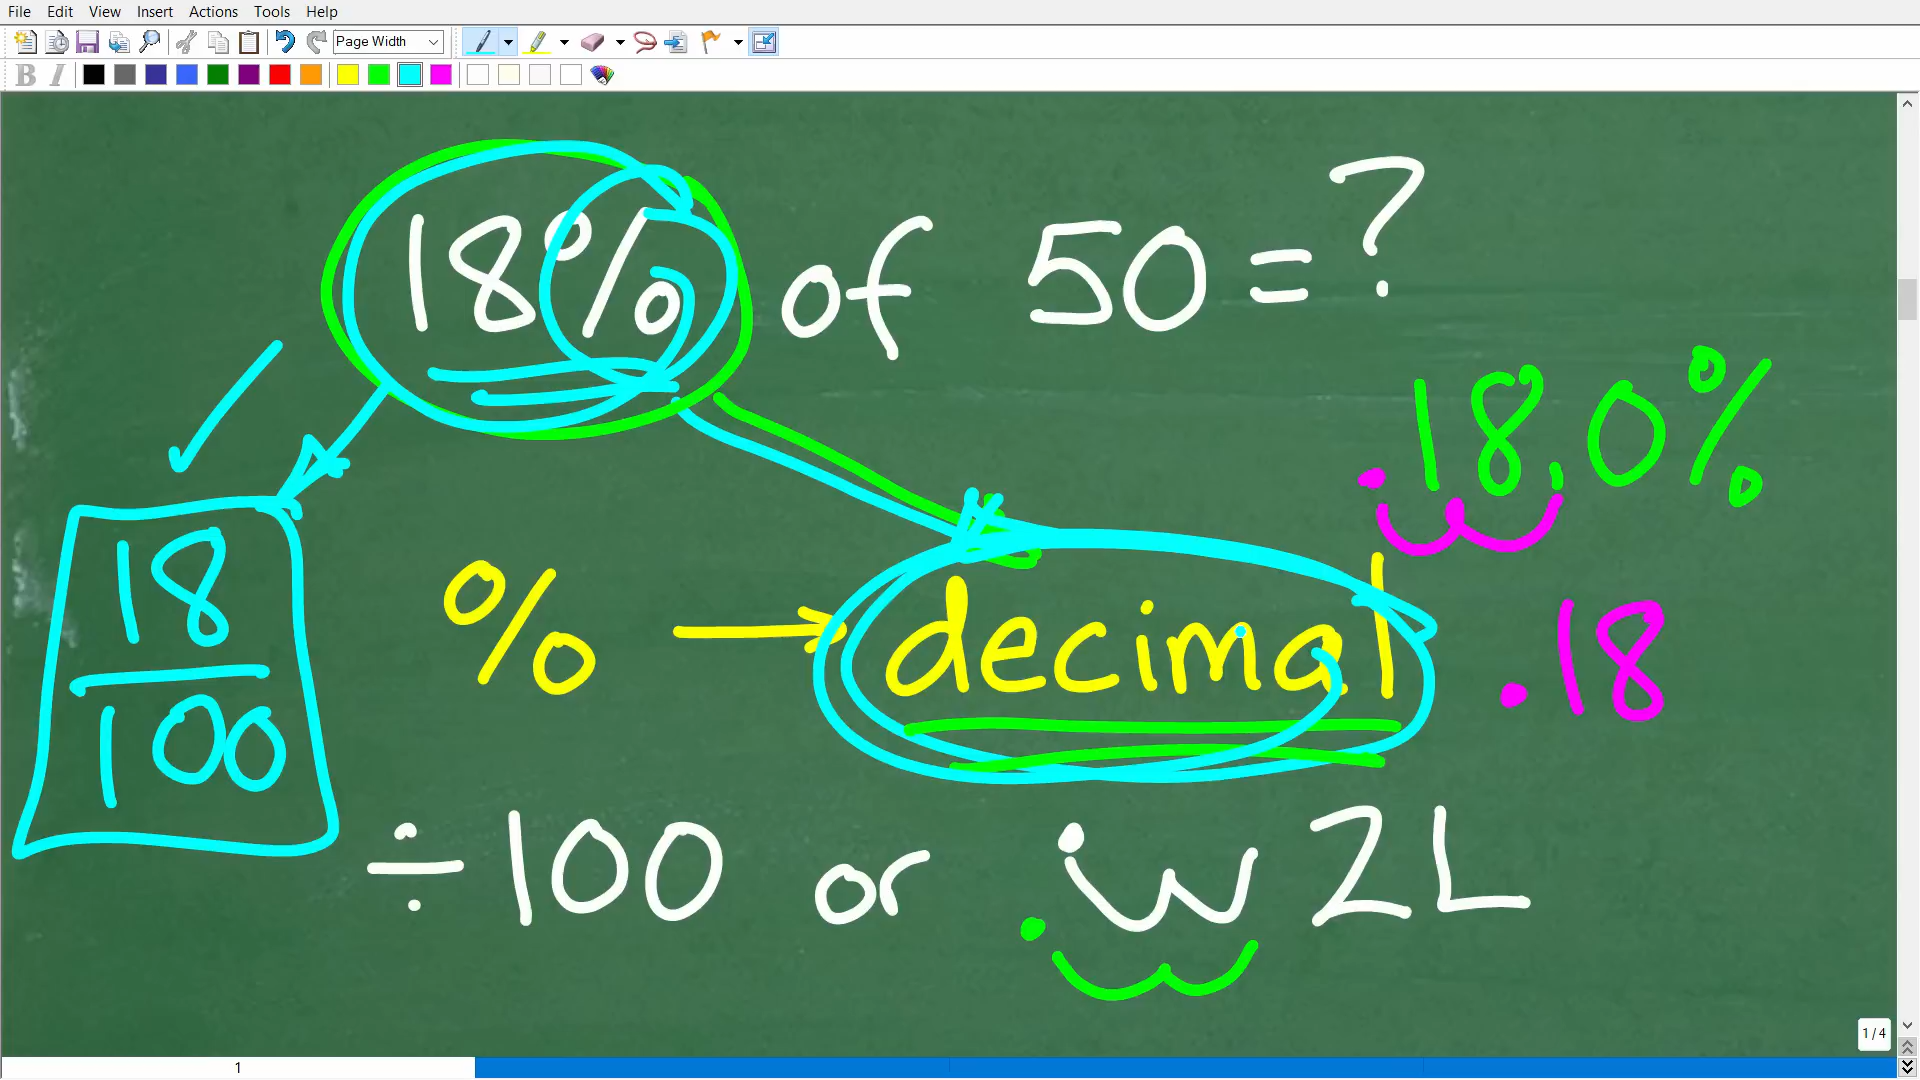 File Edit View Insert Actions Tools Help
Page Width
B I
18% of 50 = ?
.18.0%
18
100
% → decimal
.18
÷100 or . 2L
1 / 4
1